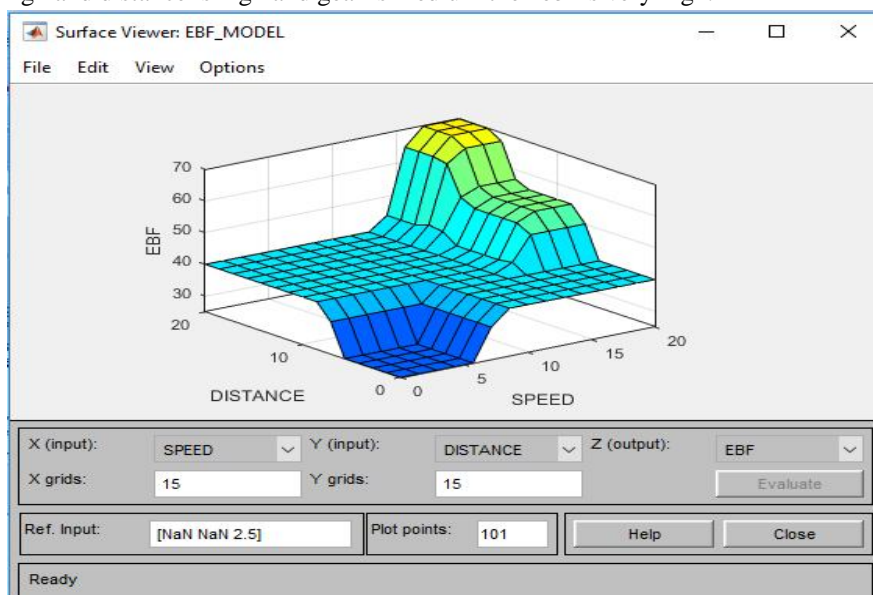 Surface Viewer: EBF_MODEL
File Edit View Options
70
60
50
40
30
20
EBF
10
0
DISTANCE
0
5
10
15
20
SPEED
X (input): SPEED Y (input): DISTANCE Z (output): EBF
X grids: 15 Y grids: 15 Evaluate
Ref. Input: [NaN NaN 2.5] Plot points: 101 Help Close
Ready